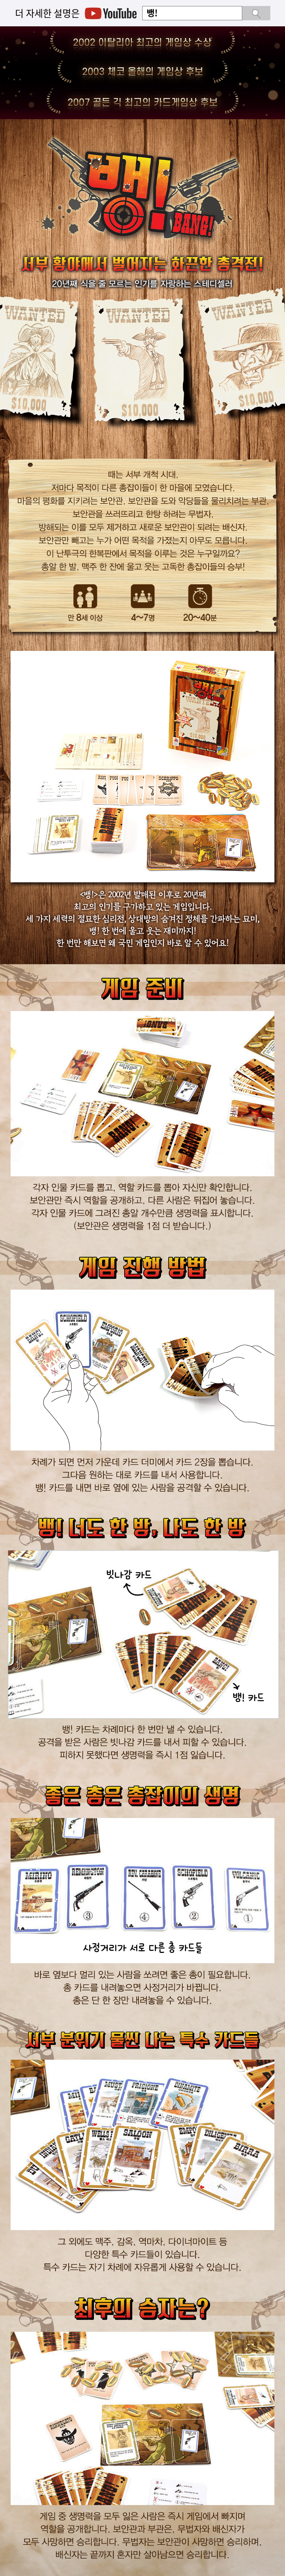 더 자세한 설명은 YouTube 뱅!
2002 이탈리아 최고의 게임상 수상
2003 체코 올해의 게임상 후보
2007 골든 긱 최고의 카드게임상 후보
뱅!
BANG!
서부 황야에서 벌어지는 화끈한 총격전!
20년째 식을 줄 모르는 인기를 자랑하는 스테디셀러
WANTED
WANTED
WANTED
$10,000
$10,000
$10,000
때는 서부 개척 시대.
저마다 목적이 다른 총잡이들이 한 마을에 모였습니다.
마을의 평화를 지키려는 보안관. 보안관을 도와 악당들을 물리치려는 부관.
보안관을 쓰러뜨리고 한탕 하려는 무법자.
방해되는 이를 모두 제거하고 새로운 보안관이 되려는 배신자.
보안관만 빼고는 누가 어떤 목적을 가졌는지 아무도 모릅니다.
이 난투극의 한복판에서 목적을 이루는 것은 누구일까요?
총알 한 발, 맥주 한 잔에 울고 웃는 고독한 총잡이들의 승부!
만 8세 이상
4~7명
20~40분
<뱅!>은 2002년 발매된 이후로 20년째
최고의 인기를 구가하고 있는 게임입니다.
세 가지 세력의 절묘한 심리전, 상대방의 숨겨진 정체를 간파하는 묘미,
뱅! 한 번에 울고 웃는 재미까지!
한 번만 해보면 왜 국민 게임인지 바로 알 수 있어요!
게임 준비
각자 인물 카드를 뽑고, 역할 카드를 뽑아 자신만 확인합니다.
보안관만 즉시 역할을 공개하고, 다른 사람은 뒤집어 놓습니다.
각자 인물 카드에 그려진 총알 개수만큼 생명력을 표시합니다.
(보안관은 생명력을 1점 더 받습니다.)
게임 진행 방법
SCHOFIELD
차례가 되면 먼저 가운데 카드 더미에서 카드 2장을 뽑습니다.
그다음 원하는 대로 카드를 내서 사용합니다.
뱅! 카드를 내면 바로 옆에 있는 사람을 공격할 수 있습니다.
뱅! 너도 한 방, 나도 한 방
빗나감 카드
뱅! 카드
뱅! 카드는 차례마다 한 번만 낼 수 있습니다.
공격을 받은 사람은 빗나감 카드를 내서 피할 수 있습니다.
피하지 못했다면 생명력을 즉시 1점 잃습니다.
좋은 총은 총잡이의 생명
MIRINO
REMINGTON
REV. CARABINE
SCHOFIELD
VOLCANIC
3
4
2
1
사정거리가 서로 다른 총 카드들
바로 옆보다 멀리 있는 사람을 쏘려면 좋은 총이 필요합니다.
총 카드를 내려놓으면 사정거리가 바뀝니다.
총은 단 한 장만 내려놓을 수 있습니다.
서부 분위기 물씬 나는 특수 카드들
SALOON
BIRRA
그 외에도 맥주, 감옥, 역마차, 다이너마이트 등
다양한 특수 카드들이 있습니다.
특수 카드는 자기 차례에 자유롭게 사용할 수 있습니다.
최후의 승자는?
게임 중 생명력을 모두 잃은 사람은 즉시 게임에서 빠지며
역할을 공개합니다. 보안관과 부관은, 무법자와 배신자가
모두 사망하면 승리합니다. 무법자는 보안관이 사망하면 승리하며,
배신자는 끝까지 혼자만 살아남으면 승리합니다.